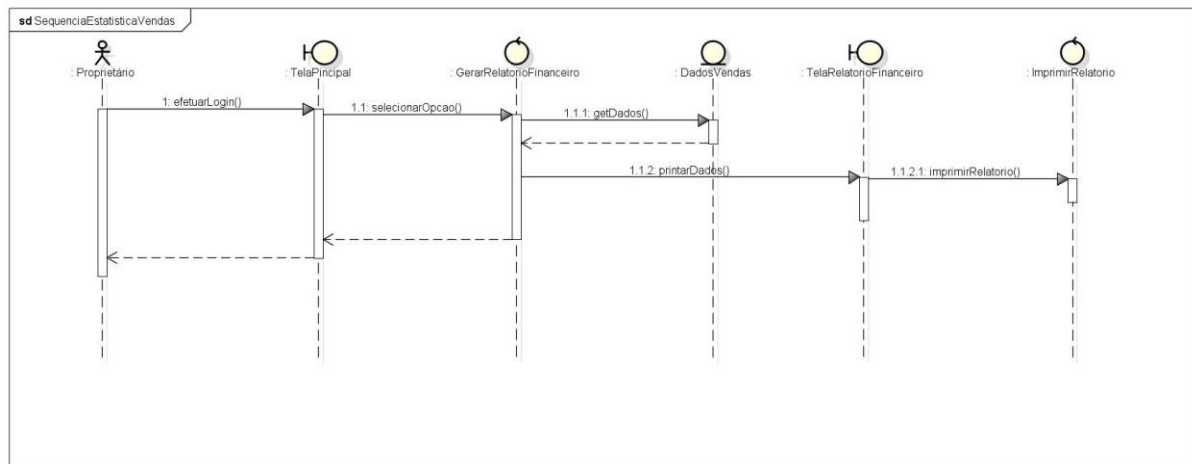 sd SequenciaEstatisticaVendas
: Proprietário
: TelaPincipal
: GerarRelatorioFinanceiro
: DadosVendas
: TelaRelatorioFinanceiro
: ImprimirRelatorio
1: efetuarLogin()
1.1: selecionarOpcao()
1.1.1: getDados()
1.1.2: printarDados()
1.1.2.1: imprimirRelatorio()